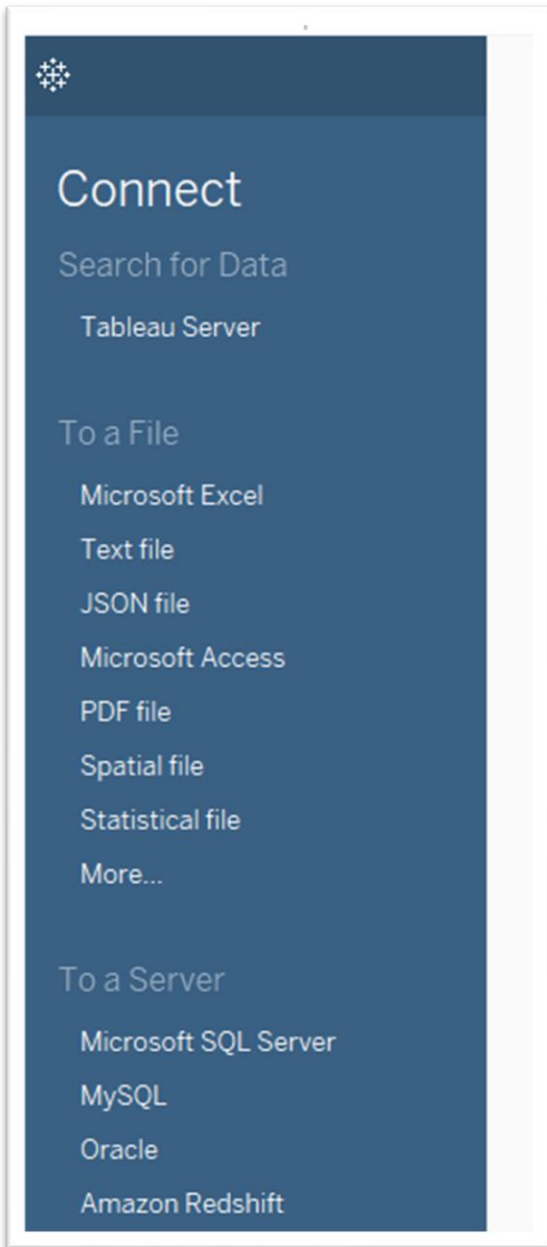 Connect
Search for Data
Tableau Server
To a File
Microsoft Excel
Text file
JSON file
Microsoft Access
PDF file
Spatial file
Statistical file
More...
To a Server
Microsoft SQL Server
MySQL
Oracle
Amazon Redshift